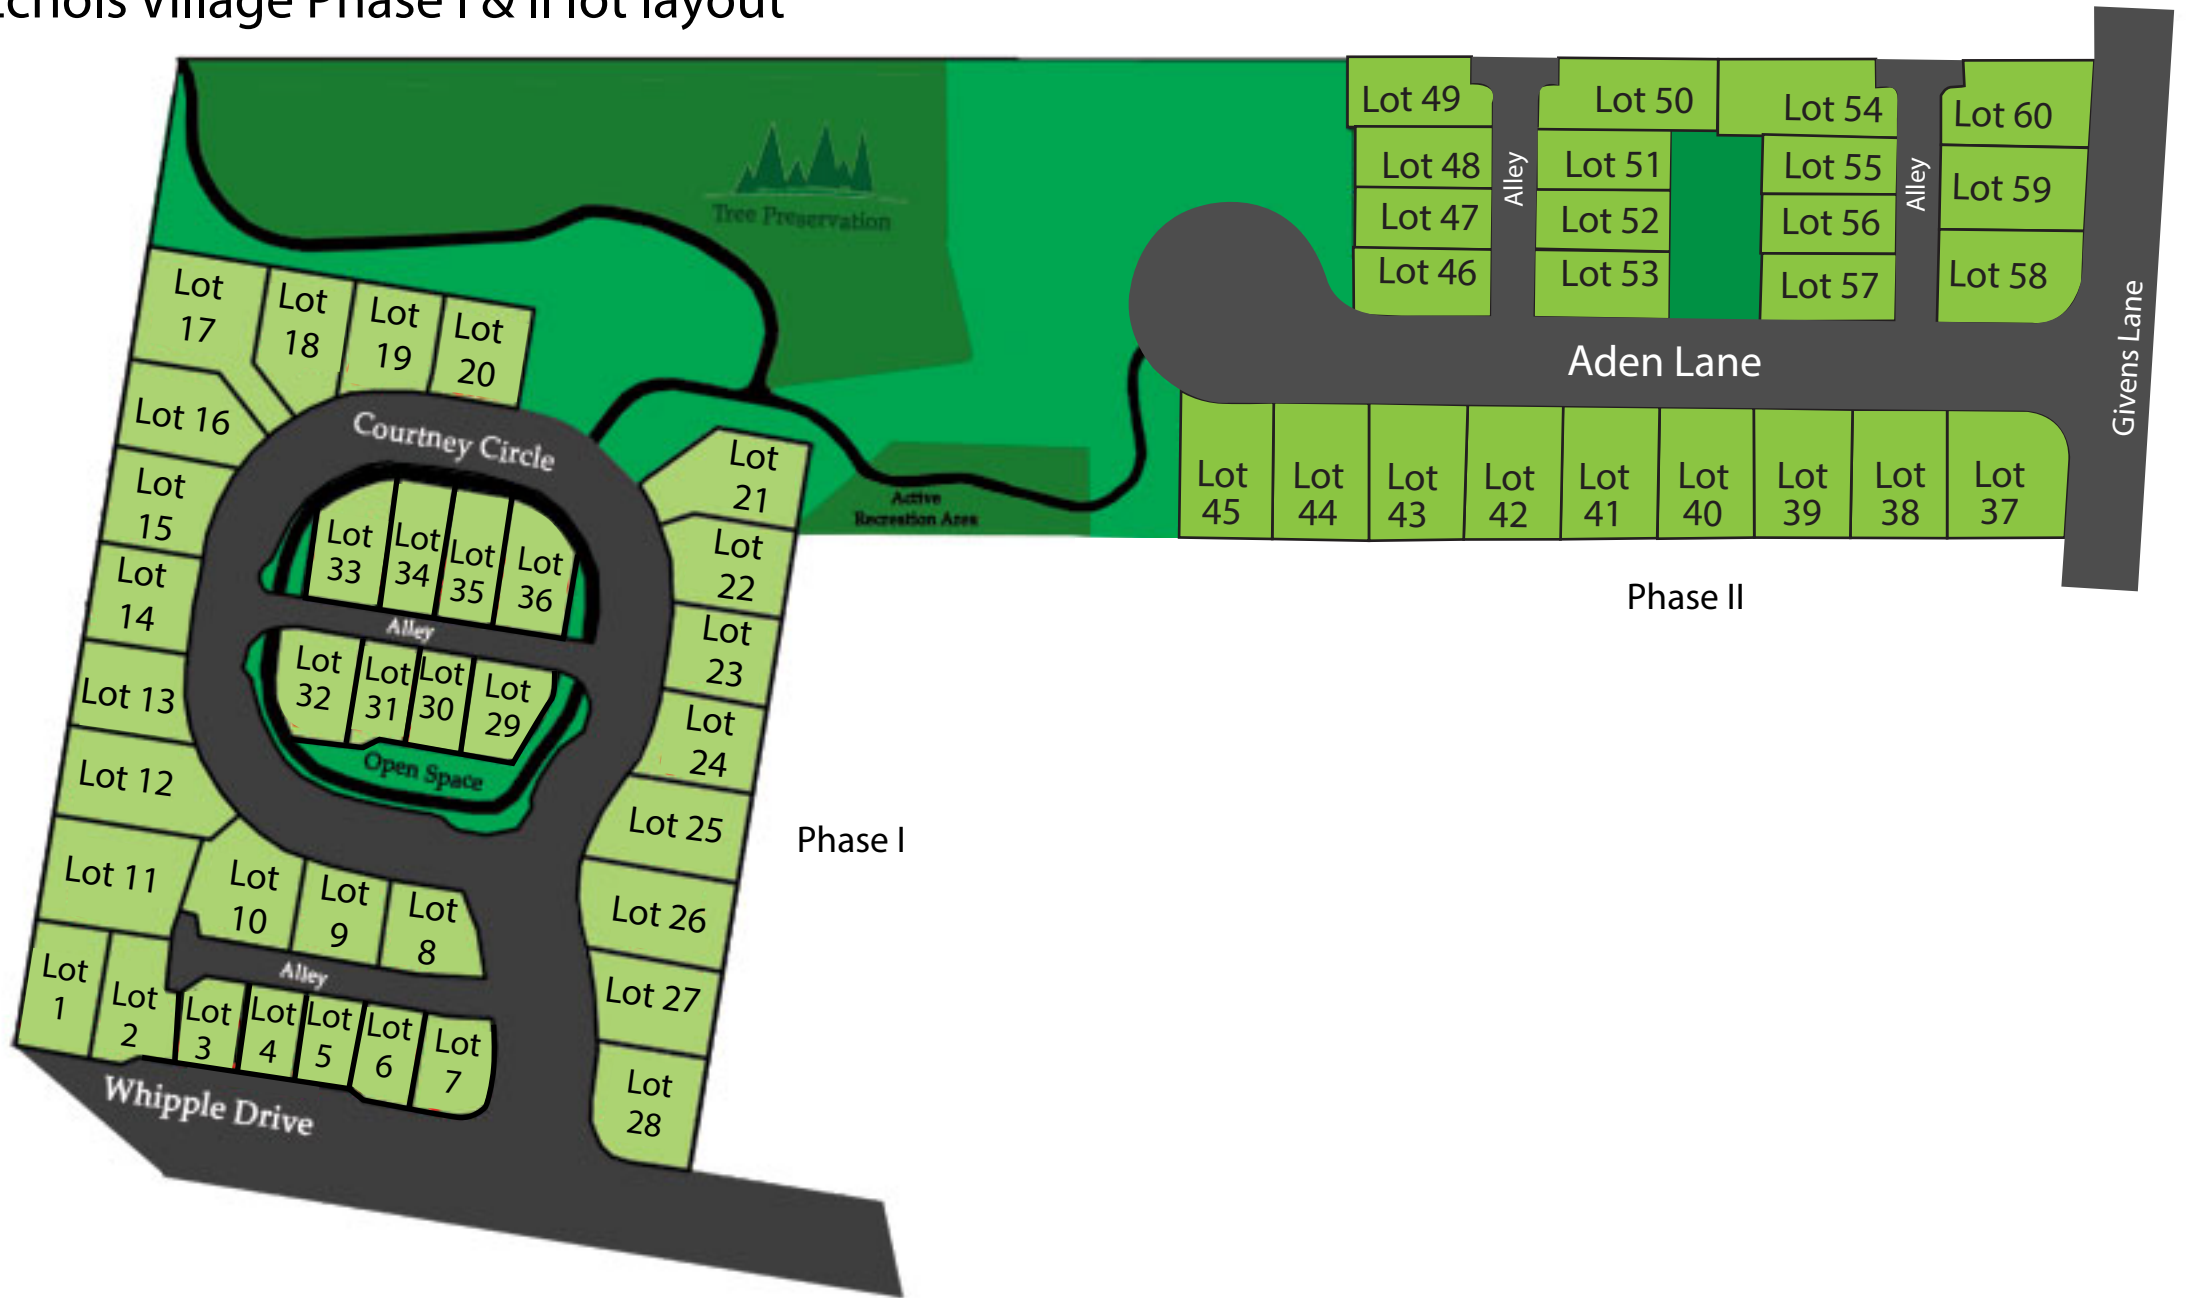 Echols Village Phase I & II lot layout
Tree Preservation
Lot 49
Lot 50
Lot 54
Lot 60
Lot 48
Alley
Lot 51
Lot 55
Alley
Lot 59
Lot 47
Lot 52
Lot 56
Lot 46
Lot 53
Lot 57
Lot 58
Aden Lane
Givens Lane
Lot
45
Lot
44
Lot
43
Lot
42
Lot
41
Lot
40
Lot
39
Lot
38
Lot
37
Phase II
Active
Recreation Area
Lot
17
Lot
18
Lot
19
Lot
20
Lot 16
Courtney Circle
Lot
15
Lot
14
Lot 13
Lot 12
Lot 11
Lot
33
Lot
34
Lot
35
Lot
36
Alley
Lot
32
Lot
31
Lot
30
Lot
29
Open Space
Lot
21
Lot
22
Lot
23
Lot
24
Lot 25
Lot 26
Lot 27
Lot
28
Phase I
Lot
10
Lot
9
Lot
8
Alley
Lot
1
Lot
2
Lot
3
Lot
4
Lot
5
Lot
6
Lot
7
Whipple Drive